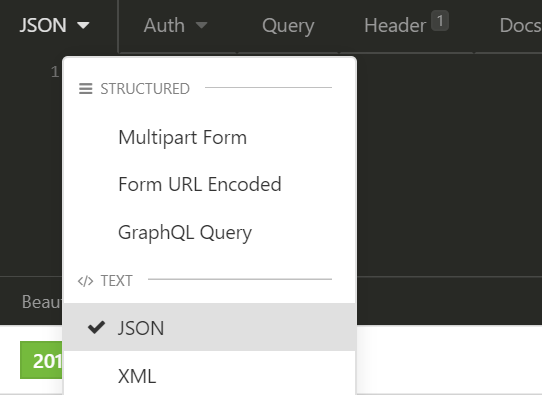 JSON Auth Query Header 1 Docs
1
STRUCTURED
Multipart Form
Form URL Encoded
GraphQL Query
</> TEXT
Beau
JSON
201
XML